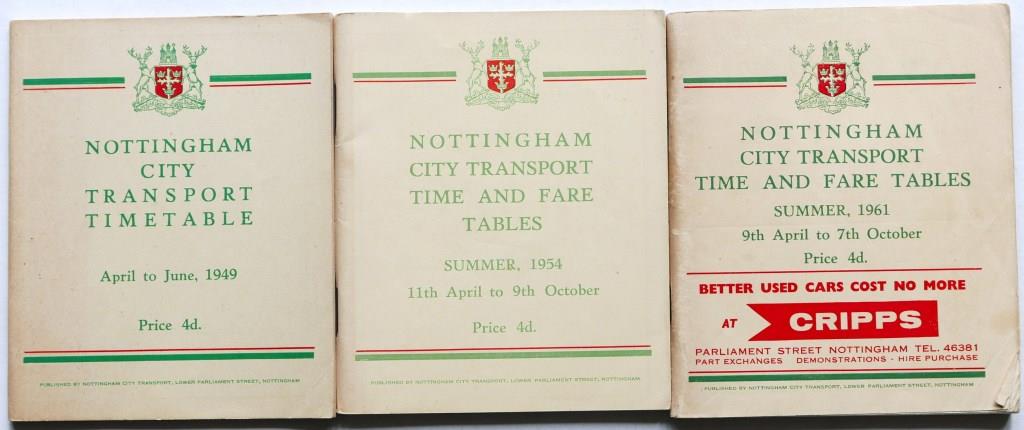 NOTTINGHAM
CITY
TRANSPORT
TIMETABLE
April to June, 1949
Price 4d.
PUBLISHED BY NOTTINGHAM CITY TRANSPORT, LOWER PARLIAMENT STREET, NOTTINGHAM
NOTTINGHAM
CITY TRANSPORT
TIME AND FARE
TABLES
SUMMER, 1954
11th April to 9th October
Price 4d.
PUBLISHED BY NOTTINGHAM CITY TRANSPORT, LOWER PARLIAMENT STREET, NOTTINGHAM
NOTTINGHAM
CITY TRANSPORT
TIME AND FARE TABLES
SUMMER, 1961
9th April to 7th October
Price 4d.
BETTER USED CARS COST NO MORE
AT CRIPPS
PARLIAMENT STREET NOTTINGHAM TEL. 46381
PART EXCHANGES DEMONSTRATIONS - HIRE PURCHASE
PUBLISHED BY NOTTINGHAM CITY TRANSPORT, LOWER PARLIAMENT STREET, NOTTINGHAM